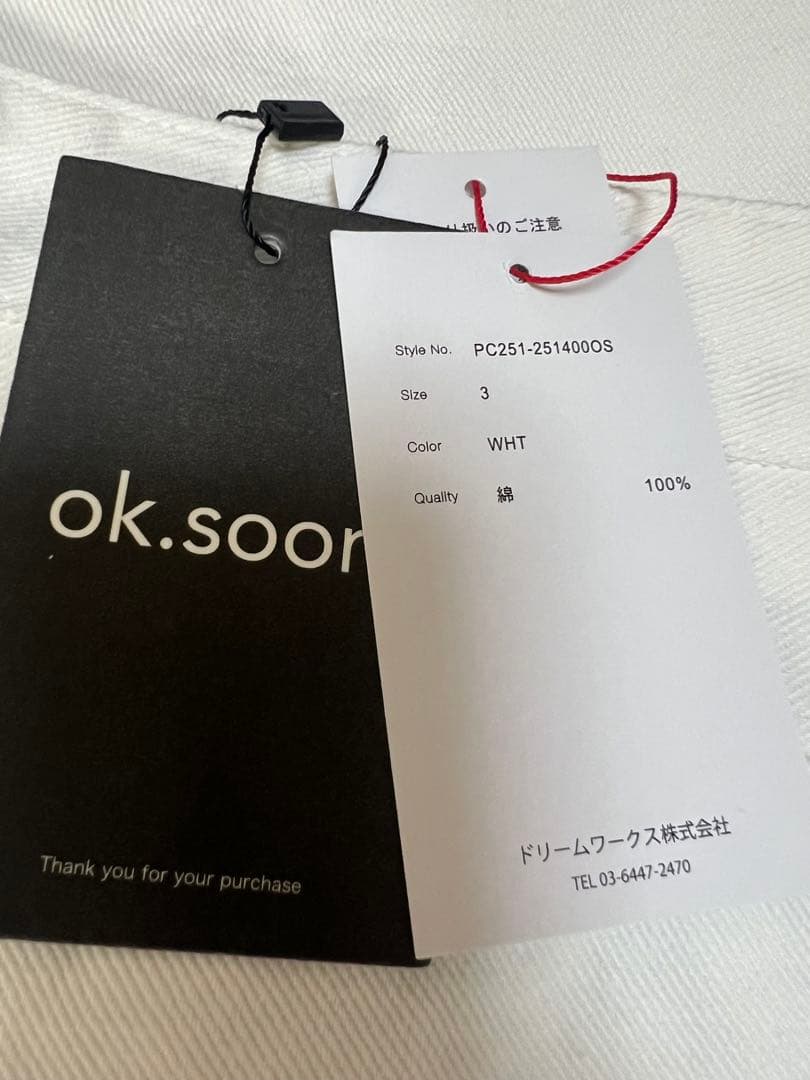 ok.soon
Thank you for your purchase
扱いのご注意
Style No. PC251-251400OS
Size 3
Color WHT
Quality 綿 100%
ドリームワークス株式会社
TEL 03-6447-2470